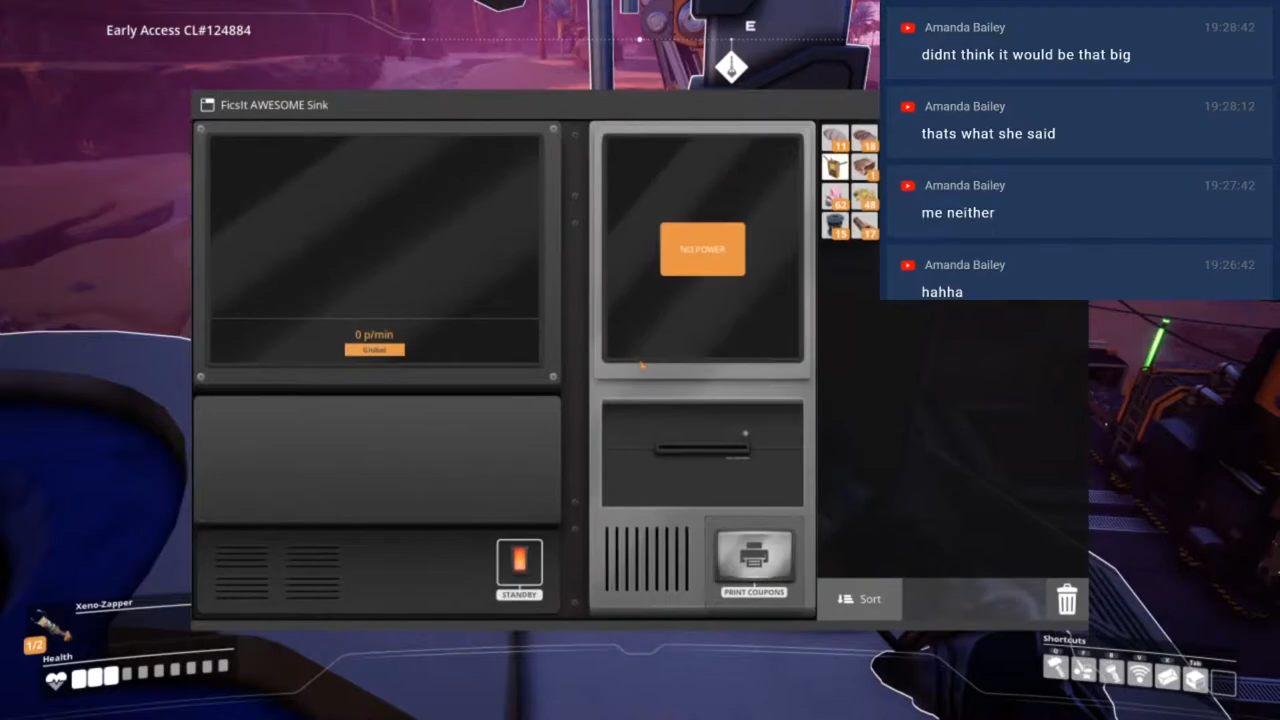 Early Access CL#124884
E
FicsIt AWESOME Sink
NO POWER
0 p/min
Global
STANDBY
PRINT COUPONS
11
18
1
62
48
15
17
Sort
Amanda Bailey
19:28:42
didnt think it would be that big
Amanda Bailey
19:28:12
thats what she said
Amanda Bailey
19:27:42
me neither
Amanda Bailey
19:26:42
hahha
Xeno-Zapper
1/2
Health
Shortcuts
Tab